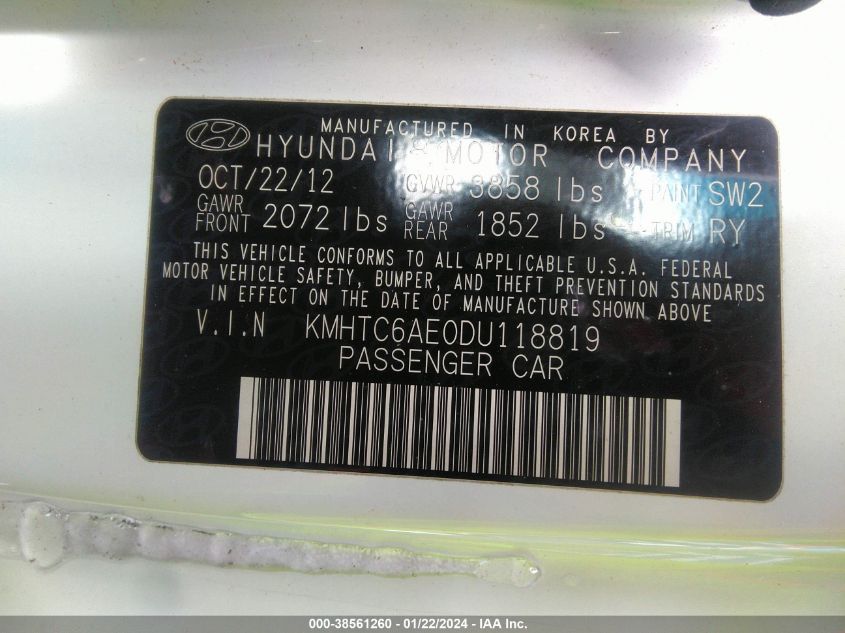 MANUFACTURED IN KOREA BY
HYUNDAI MOTOR COMPANY
OCT/22/12 GVWR 3858 lbs PAINT SW2
GAWR FRONT 2072 lbs GAWR REAR 1852 lbs TRIM RY
THIS VEHICLE CONFORMS TO ALL APPLICABLE U.S.A. FEDERAL
MOTOR VEHICLE SAFETY, BUMPER, AND THEFT PREVENTION STANDARDS
IN EFFECT ON THE DATE OF MANUFACTURE SHOWN ABOVE
V.I.N KMHTC6AE0DU118819
PASSENGER CAR
000-38561260 - 01/22/2024 - IAA Inc.